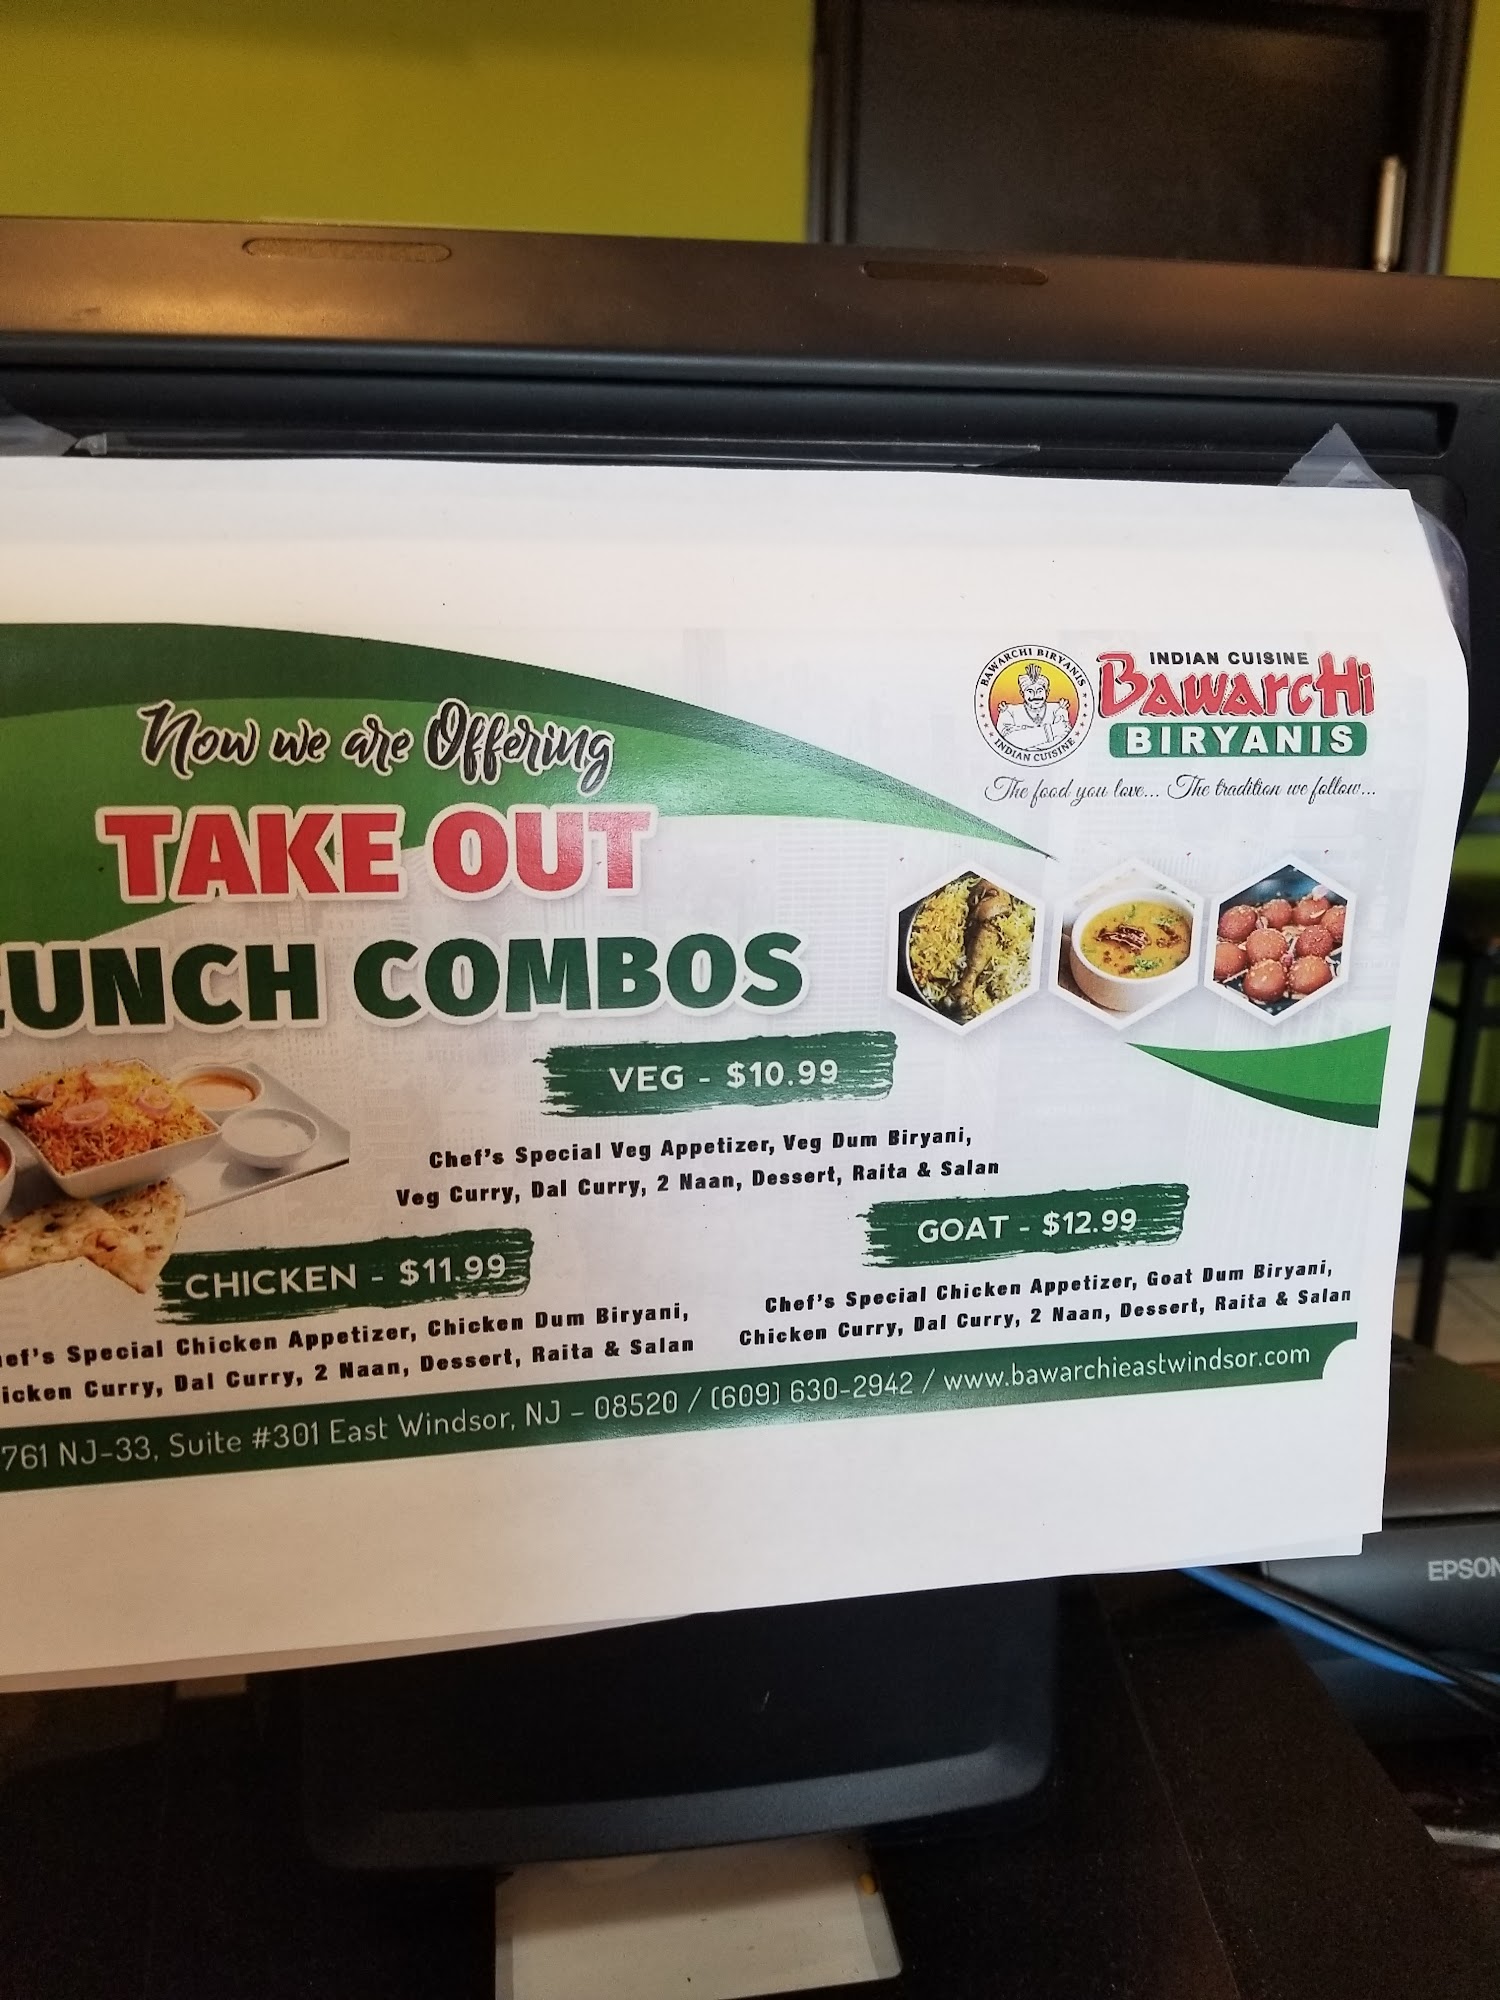 BAWARCHI BIRYANIS
INDIAN CUISINE
INDIAN CUISINE
BawarcHi
BIRYANIS
The food you love... The tradition we follow...
Now we are Offering
TAKE OUT
LUNCH COMBOS
VEG - $10.99
Chef's Special Veg Appetizer, Veg Dum Biryani,
Veg Curry, Dal Curry, 2 Naan, Dessert, Raita & Salan
CHICKEN - $11.99
Special Chicken Appetizer, Chicken Dum Biryani,
Curry, Dal Curry, 2 Naan, Dessert, Raita & Salan
GOAT - $12.99
Chef's Special Chicken Appetizer, Goat Dum Biryani,
Chicken Curry, Dal Curry, 2 Naan, Dessert, Raita & Salan
761 NJ-33, Suite #301 East Windsor, NJ - 08520 / (609) 630-2942 / www.bawarchieastwindsor.com
EPSON